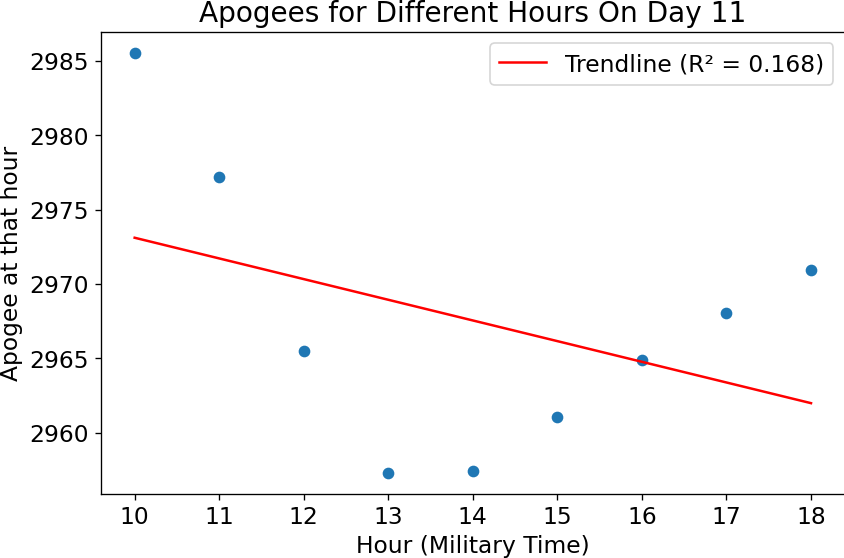 Apogees for Different Hours On Day 11
Trendline (R² = 0.168)
Apogee at that hour
2985
2980
2975
2970
2965
2960
10 11 12 13 14 15 16 17 18
Hour (Military Time)